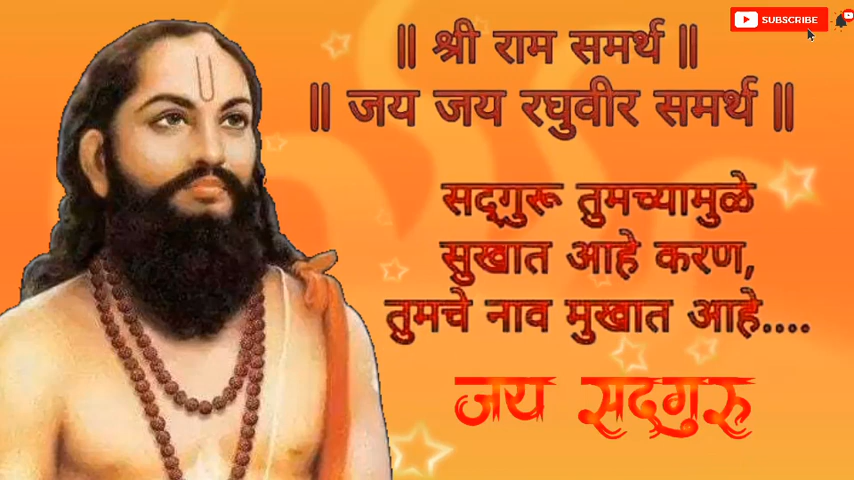 SUBSCRIBE
|| श्री राम समर्थ ||
|| जय जय रघुवीर समर्थ ||
सद्गुरू तुमच्यामुळे
सुखात आहे करण,
तुमचे नाव मुखात आहे....
जय सद्गुरु